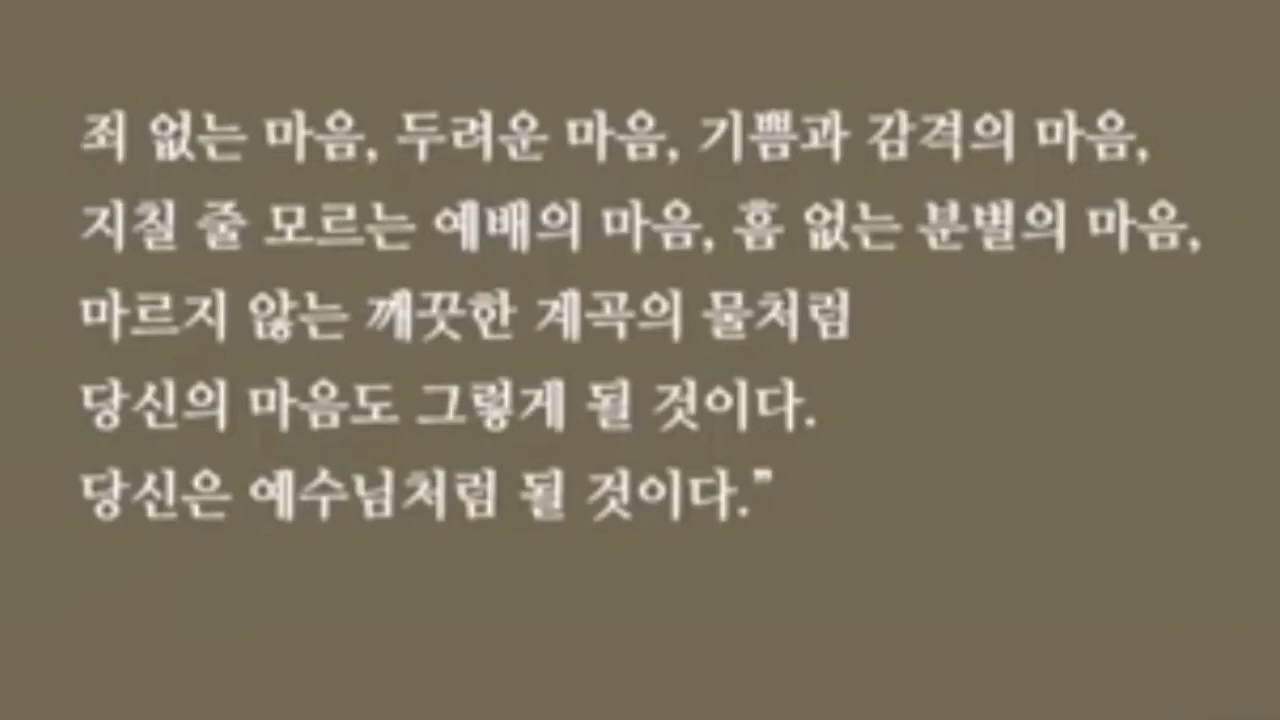 죄 없는 마음, 두려운 마음, 기쁨과 감격의 마음,
지칠 줄 모르는 예배의 마음, 흠 없는 분별의 마음,
마르지 않는 깨끗한 계곡의 물처럼
당신의 마음도 그렇게 될 것이다.
당신은 예수님처럼 될 것이다.”